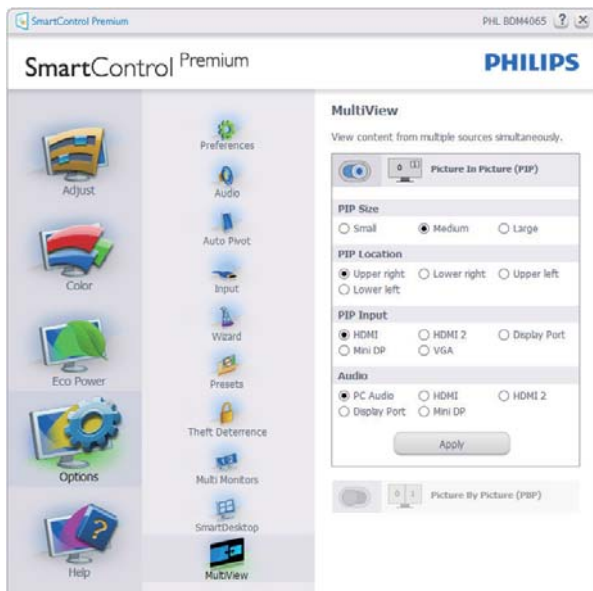 SmartControl Premium
PHL BDM4065 ? X
SmartControl Premium
PHILIPS
Adjust
Color
Eco Power
Options
Help
Preferences
Audio
Auto Pivot
Input
Wizard
Presets
Theft Deterrence
Multi Monitors
SmartDesktop
MultiView
MultiView
View content from multiple sources simultaneously.
0 1 Picture In Picture (PIP)
PIP Size
Small Medium Large
PIP Location
Upper right Lower right Upper left
Lower left
PIP Input
HDMI HDMI 2 Display Port
Mini DP VGA
Audio
PC Audio HDMI HDMI 2
Display Port Mini DP
Apply
0 1 Picture By Picture (PBP)